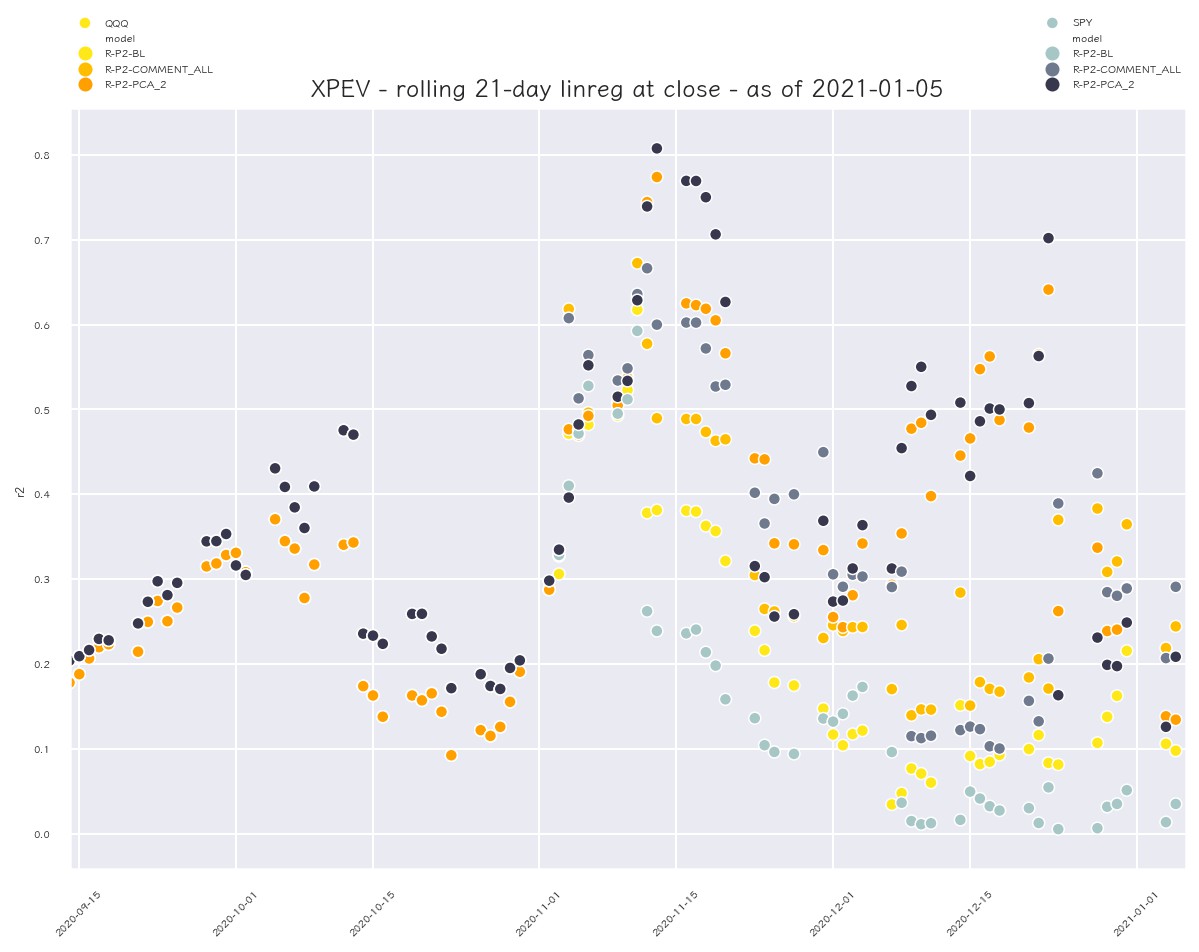 QQQ
model
R-P2-BL
R-P2-COMMENT_ALL
R-P2-PCA_2
SPY
model
R-P2-BL
R-P2-COMMENT_ALL
R-P2-PCA_2
XPEV - rolling 21-day linreg at close - as of 2021-01-05
0.8
0.7
0.6
0.5
r2
0.4
0.3
0.2
0.1
0.0
2020-09-15
2020-10-01
2020-10-15
2020-11-01
2020-11-15
2020-12-01
2020-12-15
2021-01-01